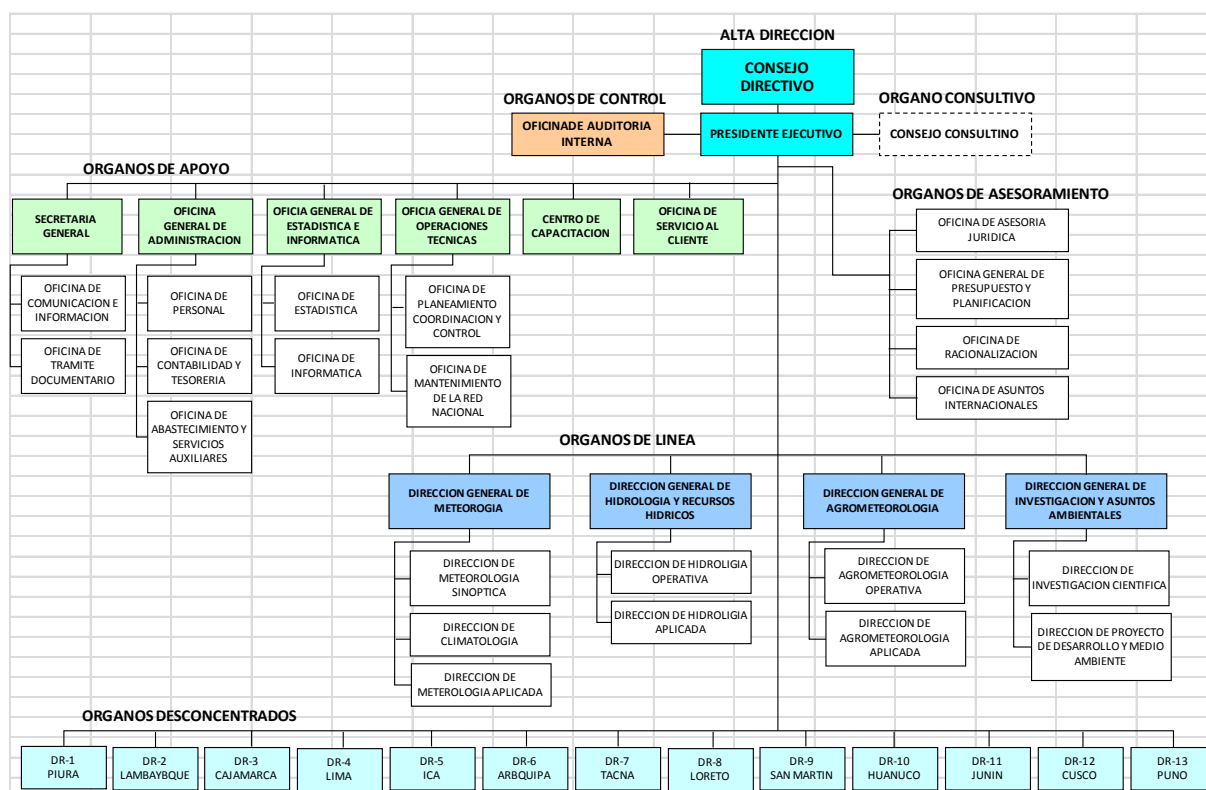 ALTA DIRECCION
CONSEJO
DIRECTIVO
ORGANOS DE CONTROL
ORGANO CONSULTIVO
OFICINADE AUDITORIA
INTERNA
PRESIDENTE EJECUTIVO
CONSEJO CONSULTINO
ORGANOS DE APOYO
ORGANOS DE ASESORAMIENTO
SECRETARIA
GENERAL
OFICINA
GENERAL DE
ADMINISTRACION
OFICIA GENERAL DE
ESTADISTICA E
INFORMATICA
OFICIA GENERAL DE
OPERACIONES
TECNICAS
CENTRO DE
CAPACITACION
OFICINA DE
SERVICIO AL
CLIENTE
OFICINA DE ASESORIA
JURIDICA
OFICINA GENERAL DE
PRESUPUESTO Y
PLANIFICACION
OFICINA DE
RACIONALIZACION
OFICINA DE ASUNTOS
INTERNACIONALES
OFICINA DE
COMUNICACION E
INFORMACION
OFICINA DE
TRAMITE
DOCUMENTARIO
OFICINA DE
PERSONAL
OFICINA DE
CONTABILIDAD Y
TESORERIA
OFICINA DE
ABASTECIMIENTO Y
SERVICIOS
AUXILIARES
OFICINA DE
ESTADISTICA
OFICINA DE
INFORMATICA
OFICINA DE
PLANEAMIENTO
COORDINACION Y
CONTROL
OFICINA DE
MANTENIMIENTO
DE LA RED
NACIONAL
ORGANOS DE LINEA
DIRECCION GENERAL DE
METEOROGIA
DIRECCION GENERAL DE
HIDROLOGIA Y RECURSOS
HIDRICOS
DIRECCION GENERAL DE
AGROMETEOROLOGIA
DIRECCION GENERAL DE
INVESTIGACION Y ASUNTOS
AMBIENTALES
DIRECCION DE
METEOROLOGIA
SINOPTICA
DIRECCION DE
CLIMATOLOGIA
DIRECCION DE
METEROLOGIA APLICADA
DIRECCION DE HIDROLIGIA
OPERATIVA
DIRECCION DE HIDROLIGIA
APLICADA
DIRECCION DE
AGROMETEOROLOGIA
OPERATIVA
DIRECCION DE
AGROMETEOROLOGIA
APLICADA
DIRECCION DE
INVESTIGACION CIENTIFICA
DIRECCION DE PROYECTO
DE DESARROLLO Y MEDIO
AMBIENTE
ORGANOS DESCONCENTRADOS
DR-1
PIURA
DR-2
LAMBAYBQUE
DR-3
CAJAMARCA
DR-4
LIMA
DR-5
ICA
DR-6
ARBQUIPA
DR-7
TACNA
DR-8
LORETO
DR-9
SAN MARTIN
DR-10
HUANUCO
DR-11
JUNIN
DR-12
CUSCO
DR-13
PUNO